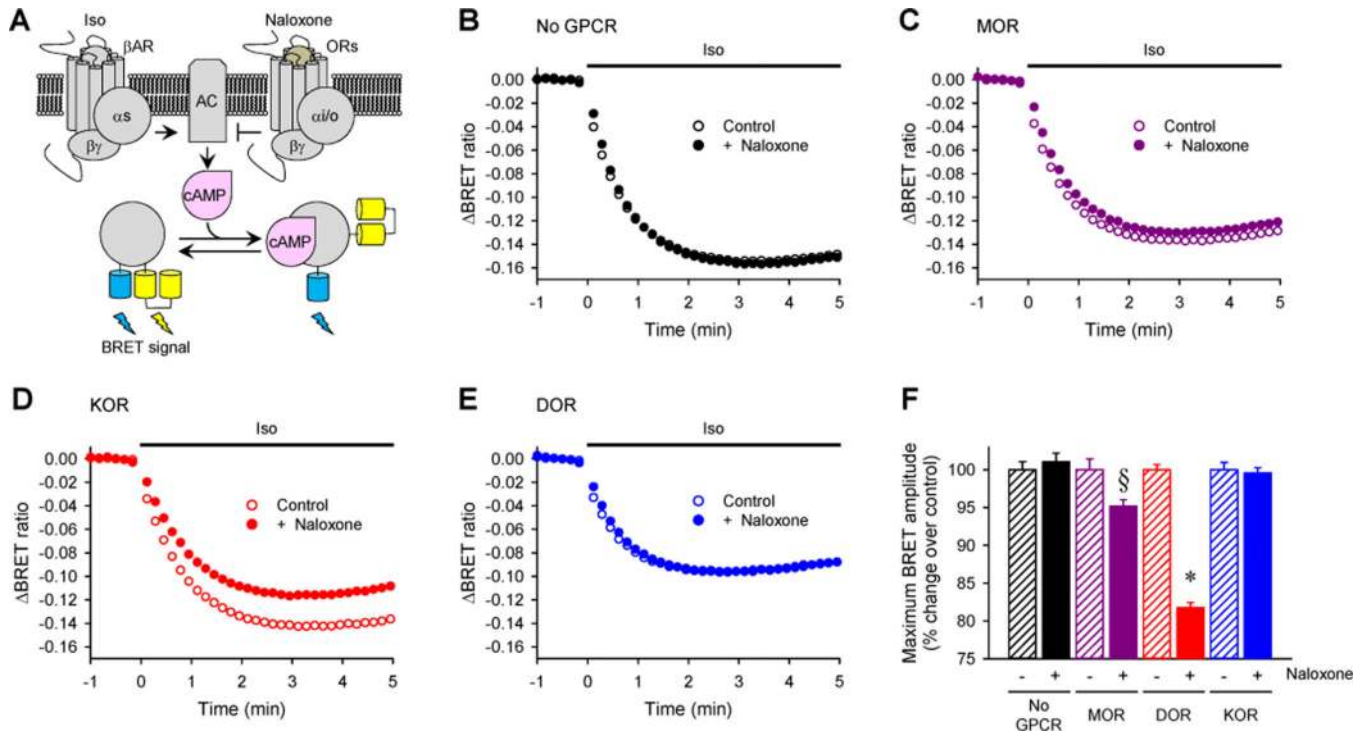 A
Iso
Naloxone
βAR
ORs
AC
αs
αi/o
βγ
βγ
cAMP
cAMP
BRET signal
B
No GPCR
Iso
0.00
-0.02
-0.04
-0.06
-0.08
-0.10
-0.12
-0.14
-0.16
ΔBRET ratio
Control
+ Naloxone
-1 0 1 2 3 4 5
Time (min)
C
MOR
Iso
0.00
-0.02
-0.04
-0.06
-0.08
-0.10
-0.12
-0.14
-0.16
ΔBRET ratio
Control
+ Naloxone
-1 0 1 2 3 4 5
Time (min)
D
KOR
Iso
0.00
-0.02
-0.04
-0.06
-0.08
-0.10
-0.12
-0.14
-0.16
ΔBRET ratio
Control
+ Naloxone
-1 0 1 2 3 4 5
Time (min)
E
DOR
Iso
0.00
-0.02
-0.04
-0.06
-0.08
-0.10
-0.12
-0.14
-0.16
ΔBRET ratio
Control
+ Naloxone
-1 0 1 2 3 4 5
Time (min)
F
Maximum BRET amplitude
(% change over control)
100
95
90
85
80
75
§
*
- + - + - + - + Naloxone
No GPCR
MOR
DOR
KOR